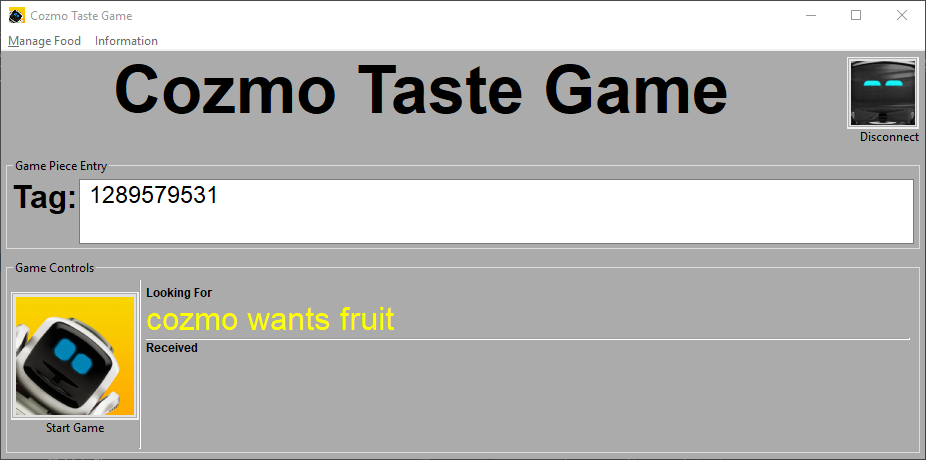 Cozmo Taste Game
Manage Food Information
Cozmo Taste Game
Disconnect
Game Piece Entry
Tag: 1289579531
Game Controls
Looking For
cozmo wants fruit
Received
Start Game